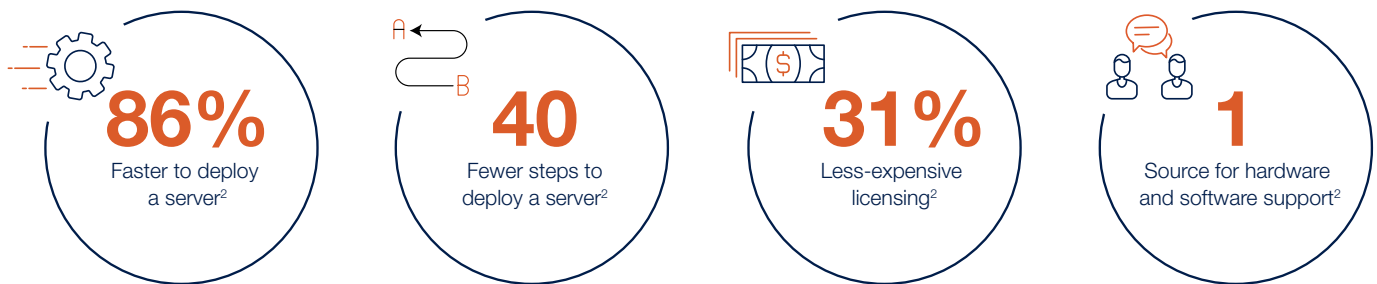 A
B
86%
Faster to deploy
a server2
40
Fewer steps to
deploy a server2
$
31%
Less-expensive
licensing2
1
Source for hardware
and software support2